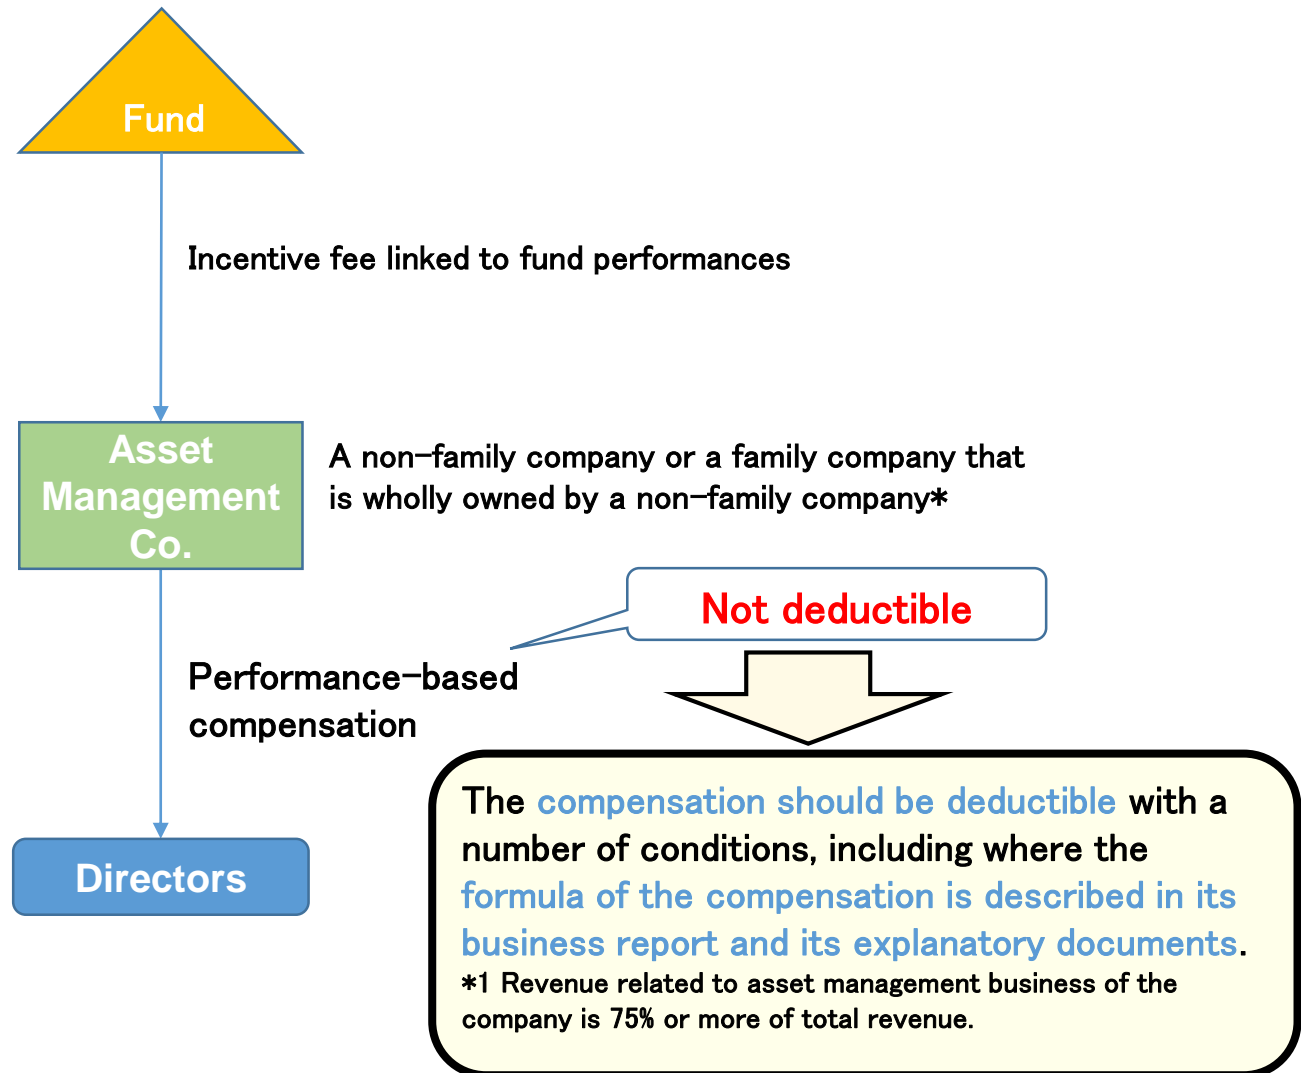 Fund
Incentive fee linked to fund performances
Asset
Management
Co.
A non-family company or a family company that
is wholly owned by a non-family company*
Not deductible
Performance-based
compensation
The compensation should be deductible with a
number of conditions, including where the
formula of the compensation is described in its
business report and its explanatory documents.
*1 Revenue related to asset management business of the
company is 75% or more of total revenue.
Directors